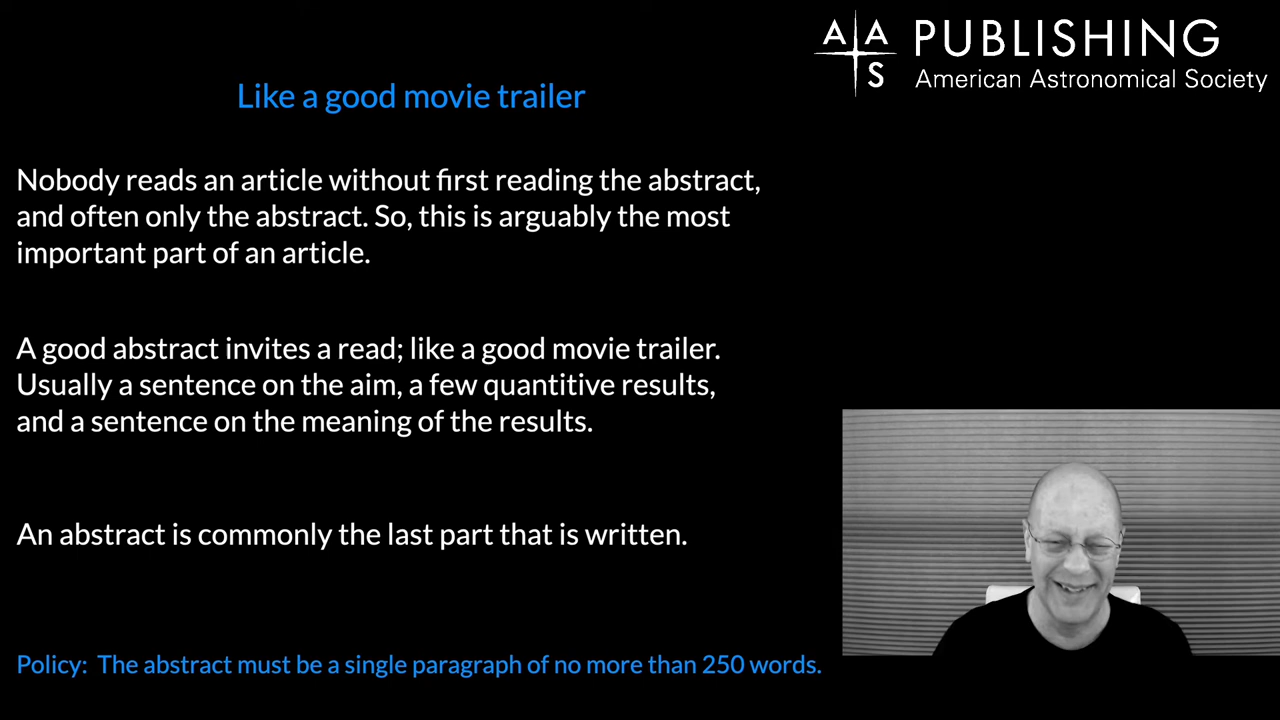 AAS PUBLISHING
American Astronomical Society
Like a good movie trailer
Nobody reads an article without first reading the abstract,
and often only the abstract. So, this is arguably the most
important part of an article.
A good abstract invites a read; like a good movie trailer.
Usually a sentence on the aim, a few quantitive results,
and a sentence on the meaning of the results.
An abstract is commonly the last part that is written.
Policy: The abstract must be a single paragraph of no more than 250 words.